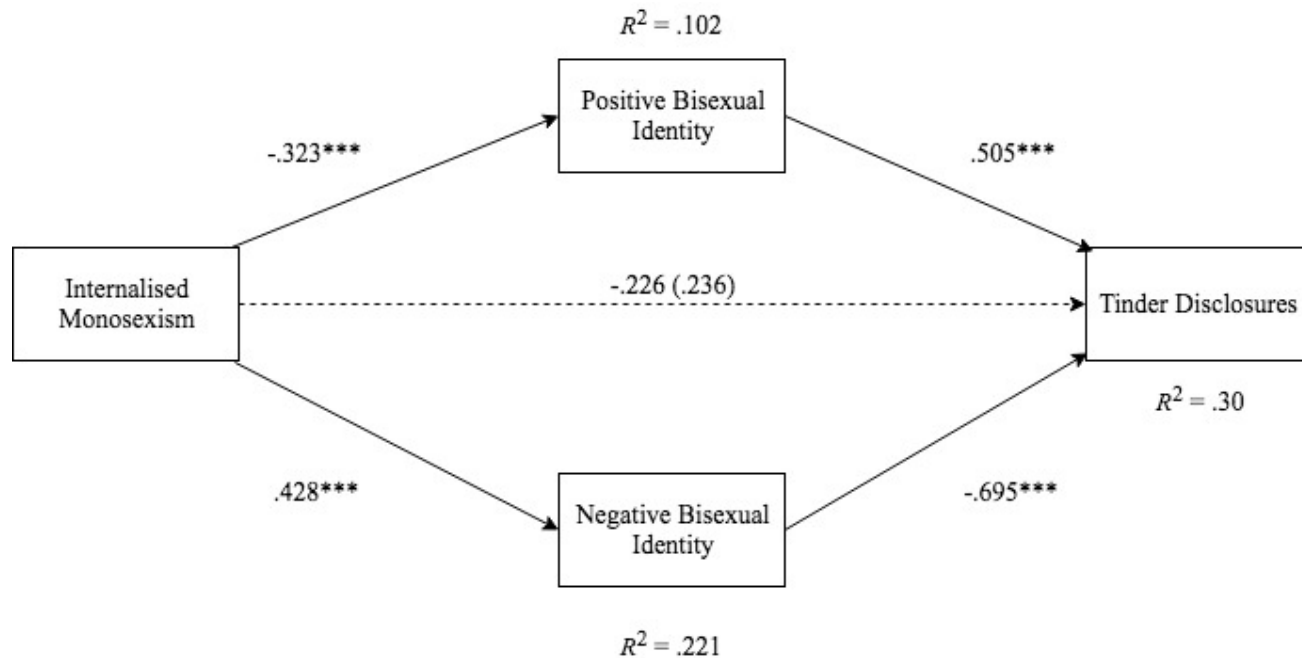 R² = .102
Positive Bisexual
Identity
-.323***
.505***
Internalised
Monosexism
-.226 (.236)
Tinder Disclosures
R² = .30
.428***
-.695***
Negative Bisexual
Identity
R² = .221